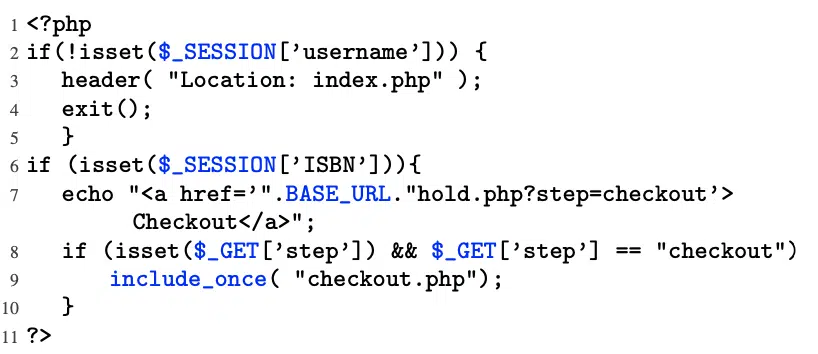 1 <?php
2 if(!isset($_SESSION[’username’])) {
3 header( "Location: index.php" );
4 exit();
5 }
6 if (isset($_SESSION[’ISBN’])){
7 echo "<a href=’".BASE_URL."hold.php?step=checkout’>
Checkout</a>";
8 if (isset($_GET[’step’]) && $_GET[’step’] == "checkout")
9 include_once( "checkout.php");
10 }
11 ?>